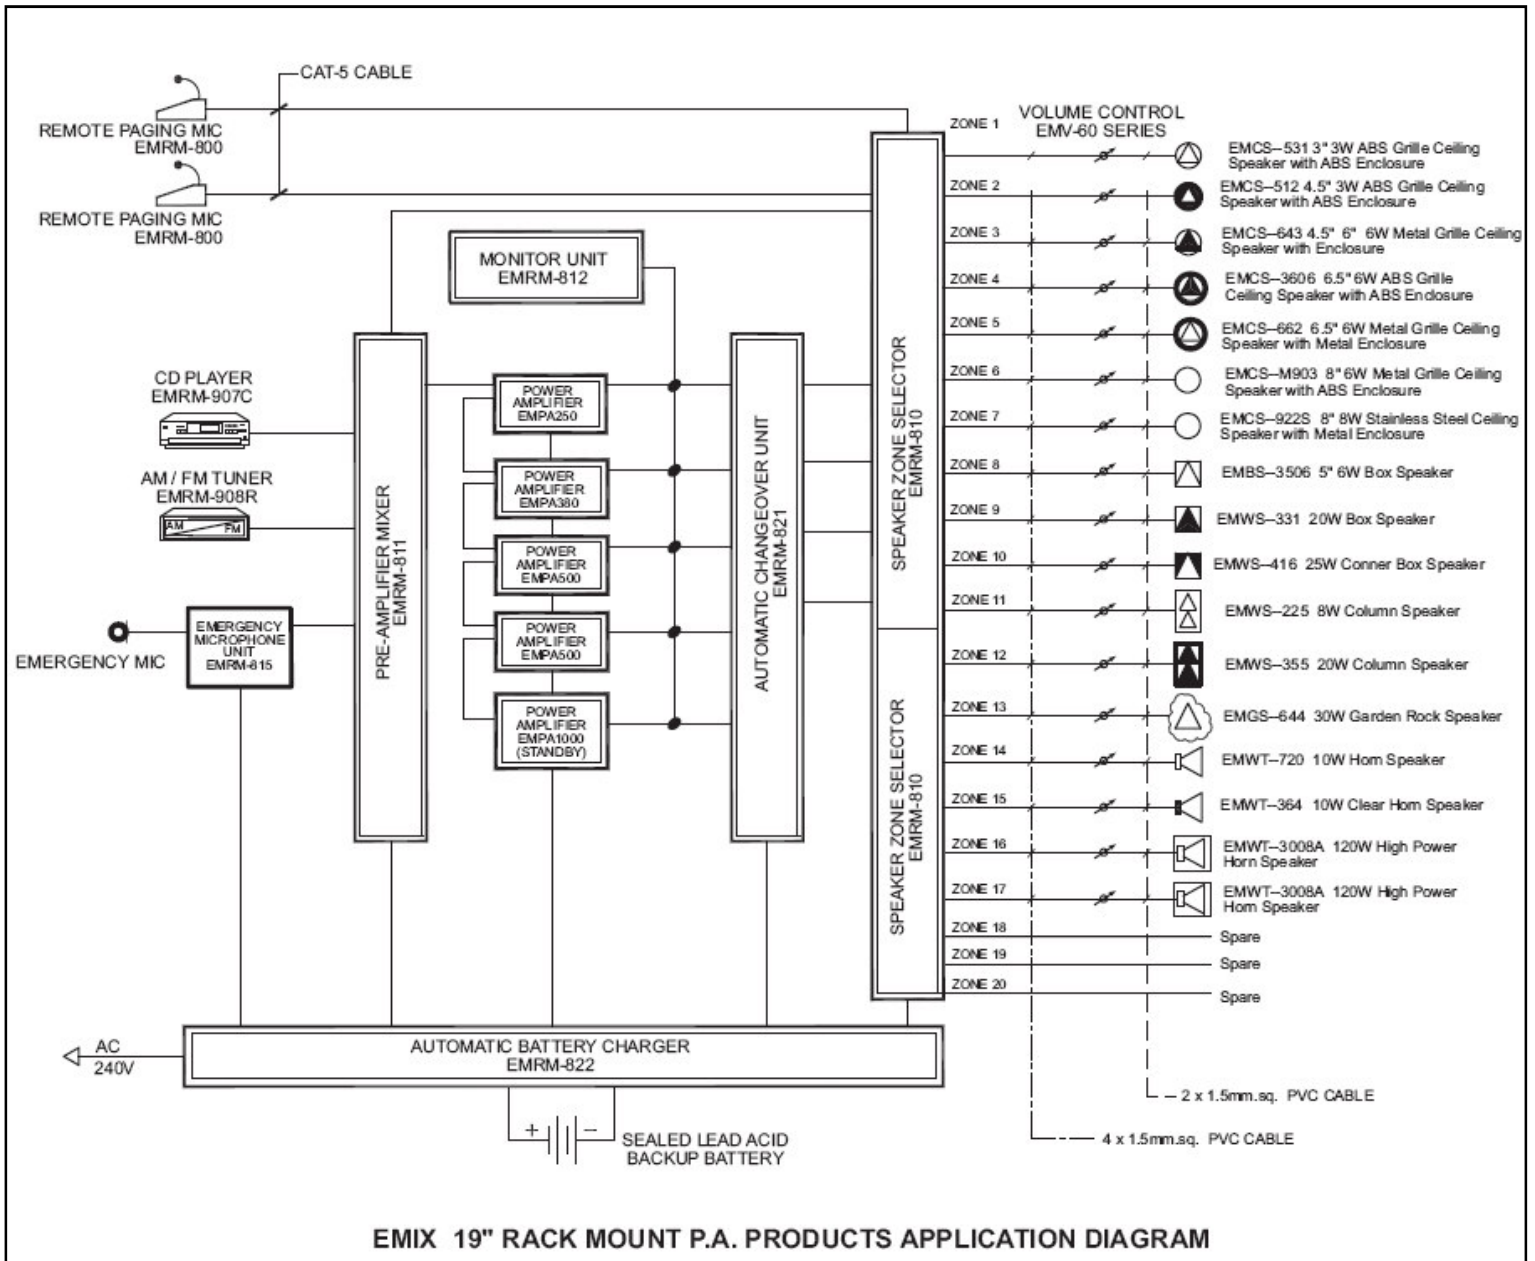 CAT-5 CABLE
REMOTE PAGING MIC
EMRM-800
REMOTE PAGING MIC
EMRM-800
MONITOR UNIT
EMRM-812
CD PLAYER
EMRM-907C
AM / FM TUNER
EMRM-908R
AM
FM
EMERGENCY MIC
EMERGENCY
MICROPHONE
UNIT
EMRM-815
PRE-AMPLIFIER MIXER
EMRM-811
POWER
AMPLIFIER
EMPA250
POWER
AMPLIFIER
EMPA380
POWER
AMPLIFIER
EMPA500
POWER
AMPLIFIER
EMPA500
POWER
AMPLIFIER
EMPA1000
(STANDBY)
AUTOMATIC CHANGEOVER UNIT
EMRM-821
SPEAKER ZONE SELECTOR
EMRM-810
SPEAKER ZONE SELECTOR
EMRM-810
VOLUME CONTROL
EMV-60 SERIES
ZONE 1
EMCS--531 3" 3W ABS Grille Ceiling
Speaker with ABS Enclosure
ZONE 2
EMCS--512 4.5" 3W ABS Grille Ceiling
Speaker with ABS Enclosure
ZONE 3
EMCS--643 4.5" 6" 6W Metal Grille Ceiling
Speaker with Enclosure
ZONE 4
EMCS--3606 6.5" 6W ABS Grille
Ceiling Speaker with ABS Enclosure
ZONE 5
EMCS--662 6.5" 6W Metal Grille Ceiling
Speaker with Metal Enclosure
ZONE 6
EMCS--M903 8" 6W Metal Grille Ceiling
Speaker with ABS Enclosure
ZONE 7
EMCS--922S 8" 8W Stainless Steel Ceiling
Speaker with Metal Enclosure
ZONE 8
EMBS--3506 5" 6W Box Speaker
ZONE 9
EMWS--331 20W Box Speaker
ZONE 10
EMWS--416 25W Conner Box Speaker
ZONE 11
EMWS--225 8W Column Speaker
ZONE 12
EMWS--355 20W Column Speaker
ZONE 13
EMGS--644 30W Garden Rock Speaker
ZONE 14
EMWT--720 10W Horn Speaker
ZONE 15
EMWT--364 10W Clear Horn Speaker
ZONE 16
EMWT--3008A 120W High Power
Horn Speaker
ZONE 17
EMWT--3008A 120W High Power
Horn Speaker
ZONE 18
Spare
ZONE 19
Spare
ZONE 20
Spare
AC
240V
AUTOMATIC BATTERY CHARGER
EMRM-822
+ −
SEALED LEAD ACID
BACKUP BATTERY
2 x 1.5mm.sq. PVC CABLE
4 x 1.5mm.sq. PVC CABLE
EMIX 19" RACK MOUNT P.A. PRODUCTS APPLICATION DIAGRAM